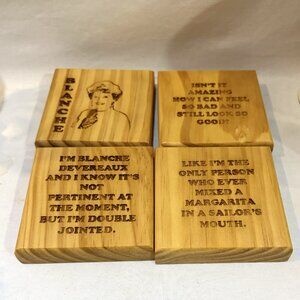 BLANCHE
ISN'T IT
AMAZING
HOW I CAN FEEL
SO BAD AND
STILL LOOK SO
GOOD?
I'M BLANCHE
DEVEREAUX
AND I KNOW IT'S
NOT
PERTINENT AT
THE MOMENT,
BUT I'M DOUBLE
JOINTED.
LIKE I'M THE
ONLY PERSON
WHO EVER
MIXED A
MARGARITA
IN A SAILOR'S
MOUTH.